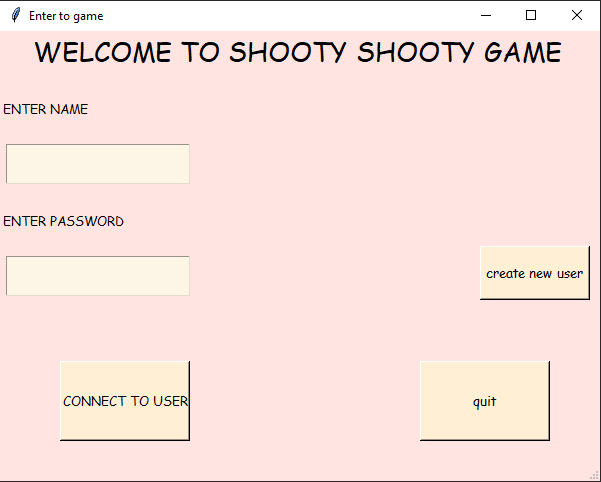 Enter to game
WELCOME TO SHOOTY SHOOTY GAME
ENTER NAME
ENTER PASSWORD
create new user
CONNECT TO USER
quit